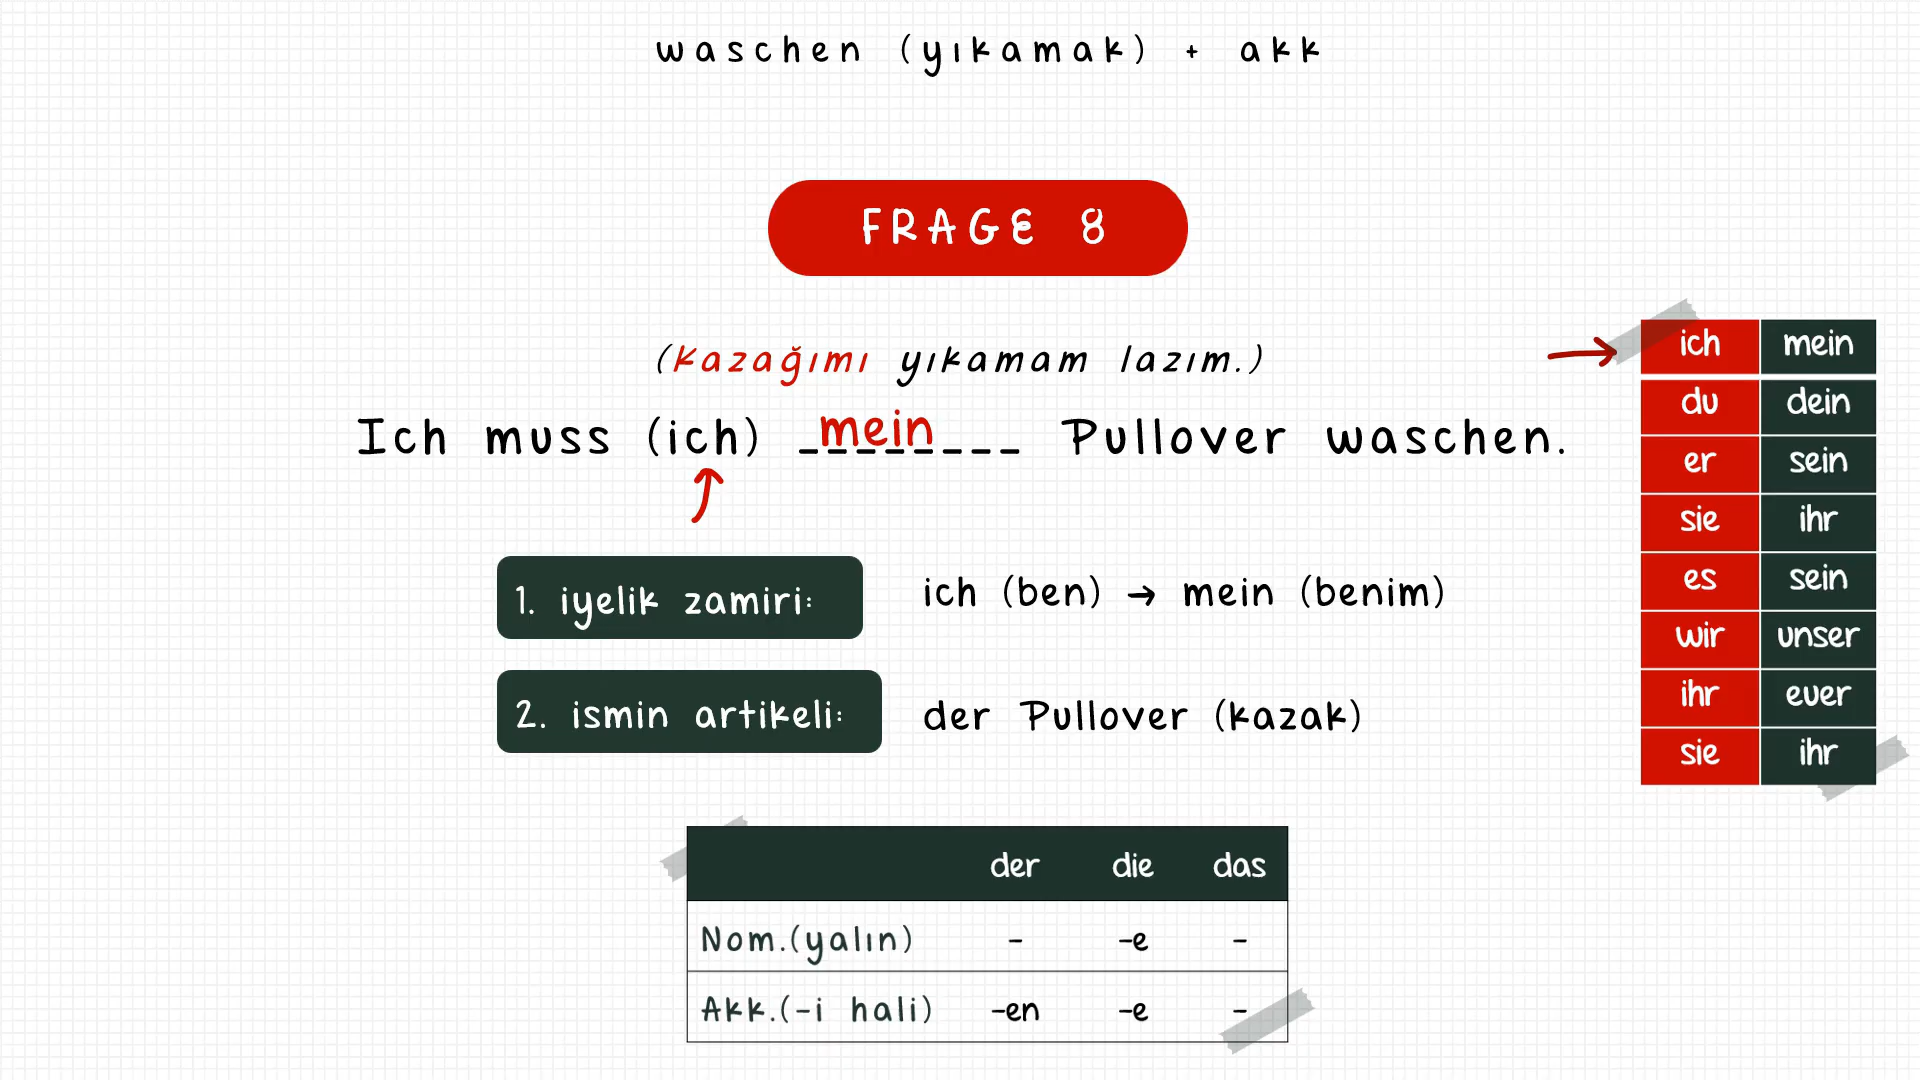 waschen (yıkamak) + akk
FRAGE 8
(Kazağımı yıkamam lazım.)
Ich muss (ich) _mein___ Pullover waschen.
1. iyelik zamiri: ich (ben) → mein (benim)
2. ismin artikeli: der Pullover (kazak)
ich mein
du dein
er sein
sie ihr
es sein
wir unser
ihr euer
sie ihr
der die das
Nom.(yalın) - -e -
Akk.(-i hali) -en -e -